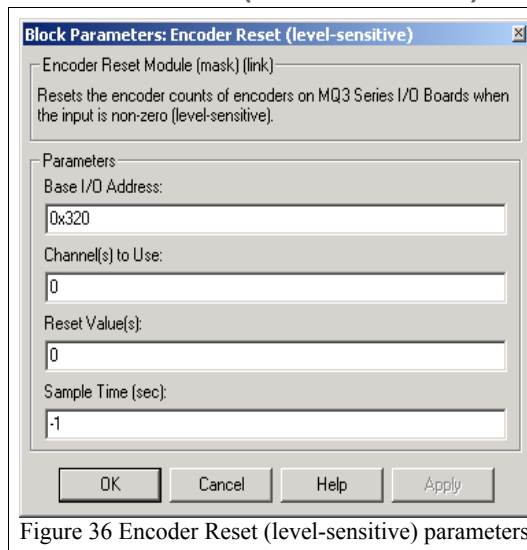 Block Parameters: Encoder Reset (level-sensitive)
Encoder Reset Module (mask) (link)
Resets the encoder counts of encoders on MQ3 Series I/O Boards when
the input is non-zero (level-sensitive).
Parameters
Base I/O Address:
0x320
Channel(s) to Use:
0
Reset Value(s):
0
Sample Time (sec):
-1
OK Cancel Help Apply
Figure 36 Encoder Reset (level-sensitive) parameters